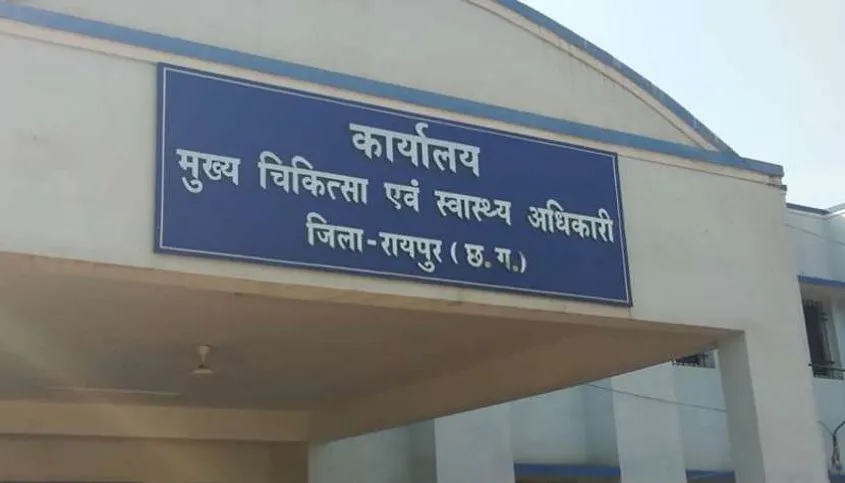 कार्यालय
मुख्य चिकित्सा एवं स्वास्थ्य अधिकारी
जिला-रायपुर (छ.ग.)